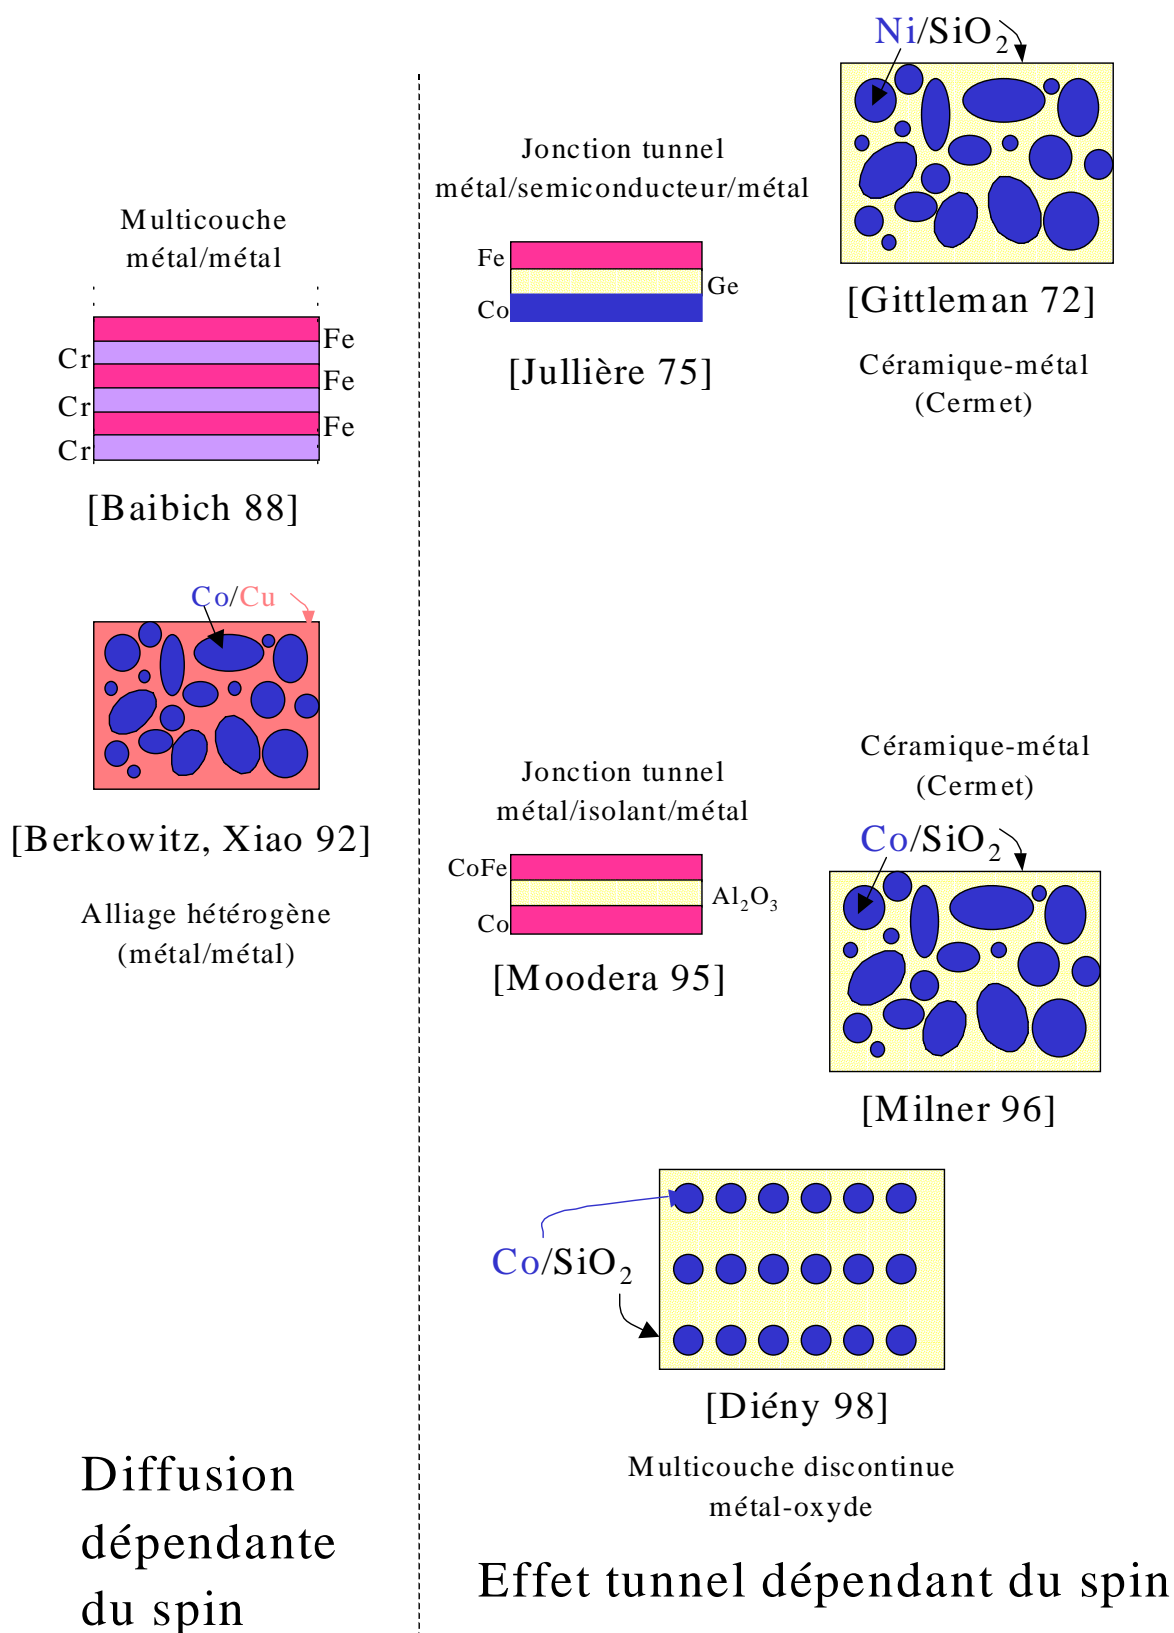 Multicouche
métal/métal
Fe
Cr
Fe
Cr
Fe
Cr
[Baibich 88]
Co/Cu
[Berkowitz, Xiao 92]
Alliage hétérogène
(métal/métal)
Diffusion
dépendante
du spin
Ni/SiO2
[Gittleman 72]
Céramique-métal
(Cermet)
Jonction tunnel
métal/semiconducteur/métal
Fe
Ge
Co
[Jullière 75]
Jonction tunnel
métal/isolant/métal
CoFe
Al2O3
Co
[Moodera 95]
Céramique-métal
(Cermet)
Co/SiO2
[Milner 96]
Co/SiO2
[Diény 98]
Multicouche discontinue
métal-oxyde
Effet tunnel dépendant du spin